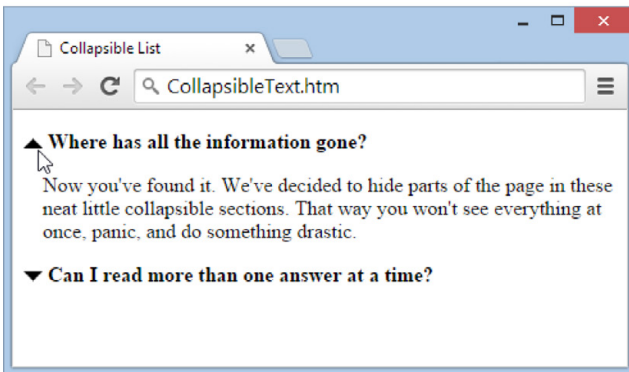 Collapsible List
CollapsibleText.htm
Where has all the information gone?
Now you've found it. We've decided to hide parts of the page in these
neat little collapsible sections. That way you won't see everything at
once, panic, and do something drastic.
Can I read more than one answer at a time?